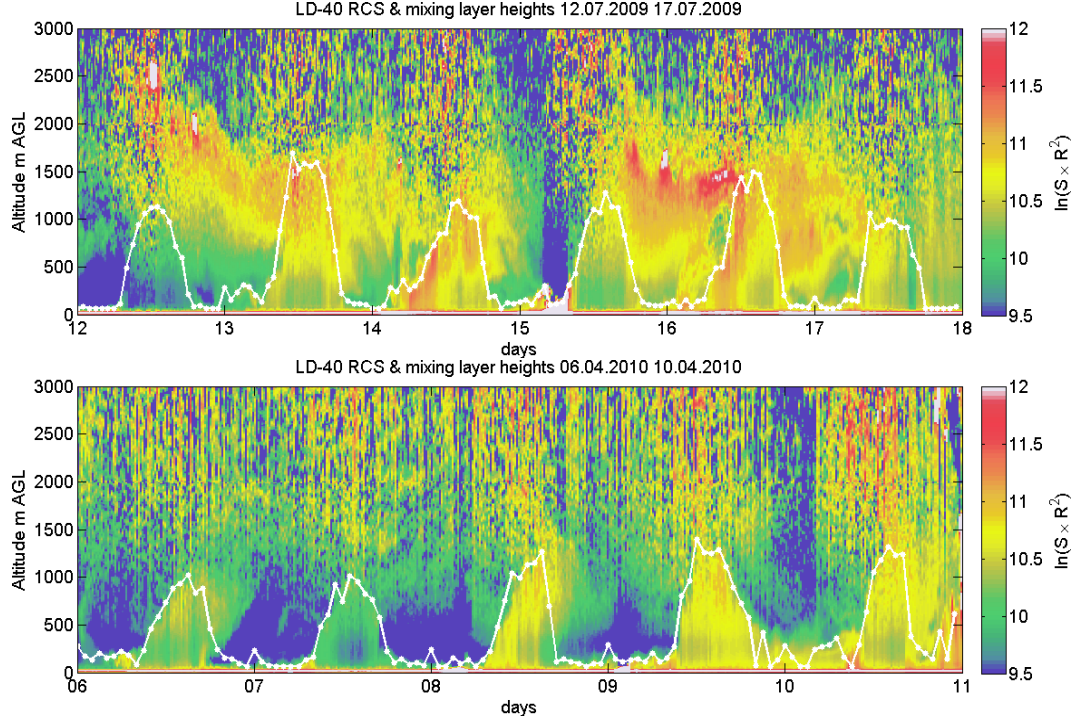 LD-40 RCS & mixing layer heights 12.07.2009 17.07.2009
3000
2500
2000
1500
1000
500
0
Altitude m AGL
12 13 14 15 16 17 18
days
12
11.5
11
10.5
10
9.5
ln(S × R²)
LD-40 RCS & mixing layer heights 06.04.2010 10.04.2010
3000
2500
2000
1500
1000
500
0
Altitude m AGL
06 07 08 09 10 11
days
12
11.5
11
10.5
10
9.5
ln(S × R²)